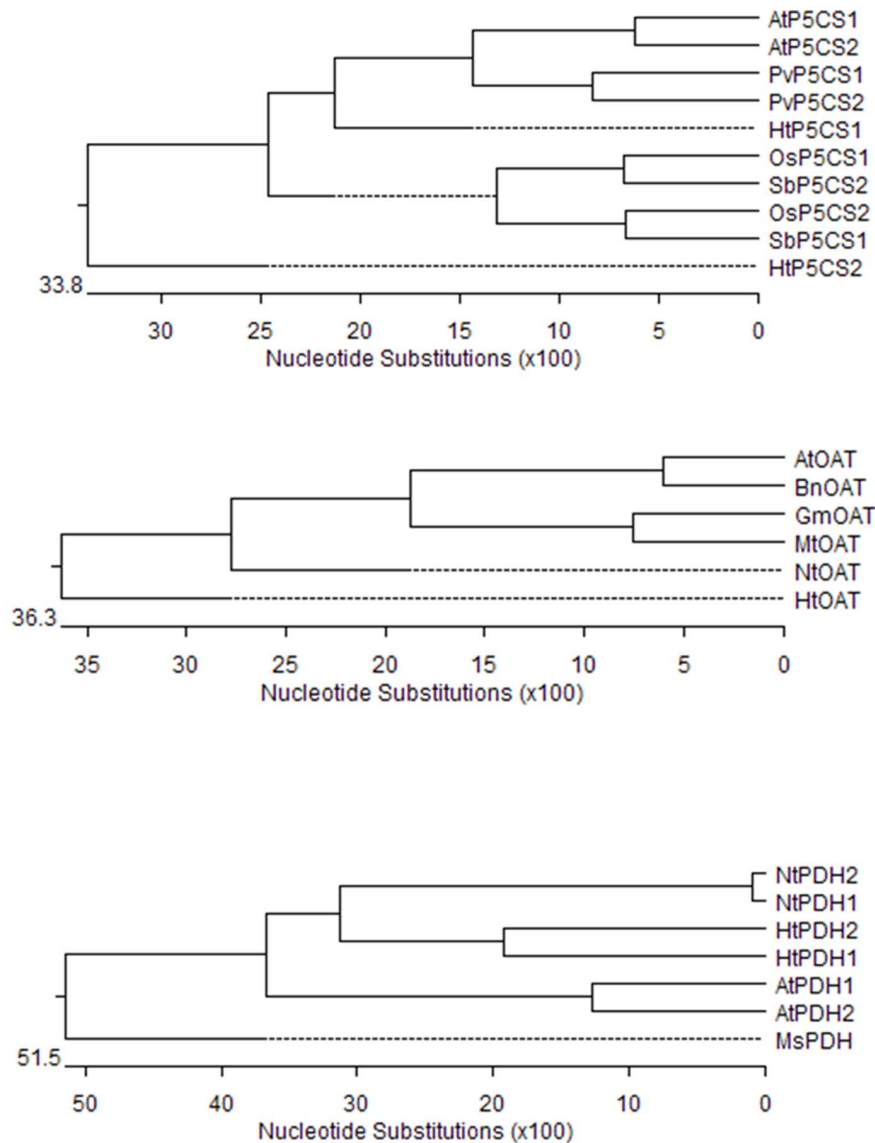 AtP5CS1
AtP5CS2
PvP5CS1
PvP5CS2
HtP5CS1
OsP5CS1
SbP5CS2
OsP5CS2
SbP5CS1
HtP5CS2
33.8
30 25 20 15 10 5 0
Nucleotide Substitutions (x100)
AtOAT
BnOAT
GmOAT
MtOAT
NtOAT
HtOAT
36.3
35 30 25 20 15 10 5 0
Nucleotide Substitutions (x100)
NtPDH2
NtPDH1
HtPDH2
HtPDH1
AtPDH1
AtPDH2
MsPDH
51.5
50 40 30 20 10 0
Nucleotide Substitutions (x100)